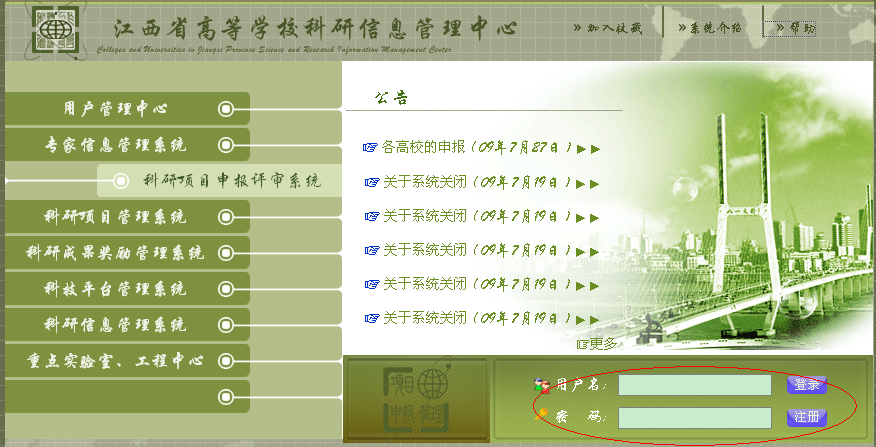 江西省高等学校科研信息管理中心
Colleges and Universities in Jiangxi Province Science and Research Information Management Center
» 加入收藏
» 系统介绍
» 帮助
用户管理中心
专家信息管理系统
科研项目申报评审系统
科研项目管理系统
科研成果奖励管理系统
科技平台管理系统
科研信息管理系统
重点实验室、工程中心
公告
各高校的申报（09年7月27日）
关于系统关闭（09年7月19日）
关于系统关闭（09年7月19日）
关于系统关闭（09年7月19日）
关于系统关闭（09年7月19日）
关于系统关闭（09年7月19日）
更多
项目
申报 管理
用户名:
登录
密 码:
注册